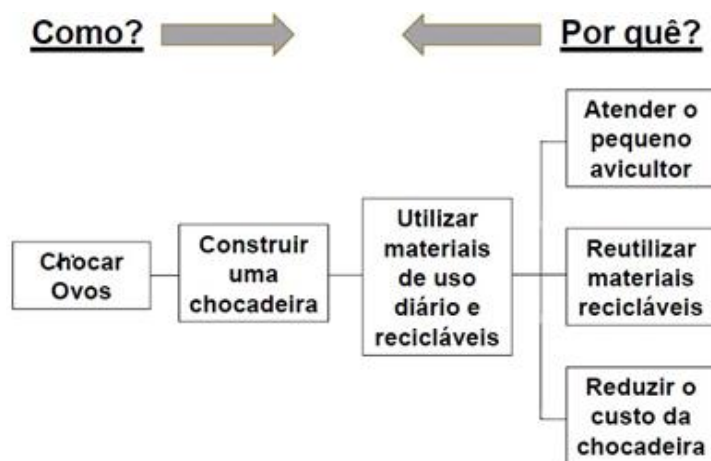 Como?
Por quê?
Chocar
Ovos
Construir
uma
chocadeira
Utilizar
materiais
de uso
diário e
recicláveis
Atender o
pequeno
avicultor
Reutilizar
materiais
recicláveis
Reduzir o
custo da
chocadeira